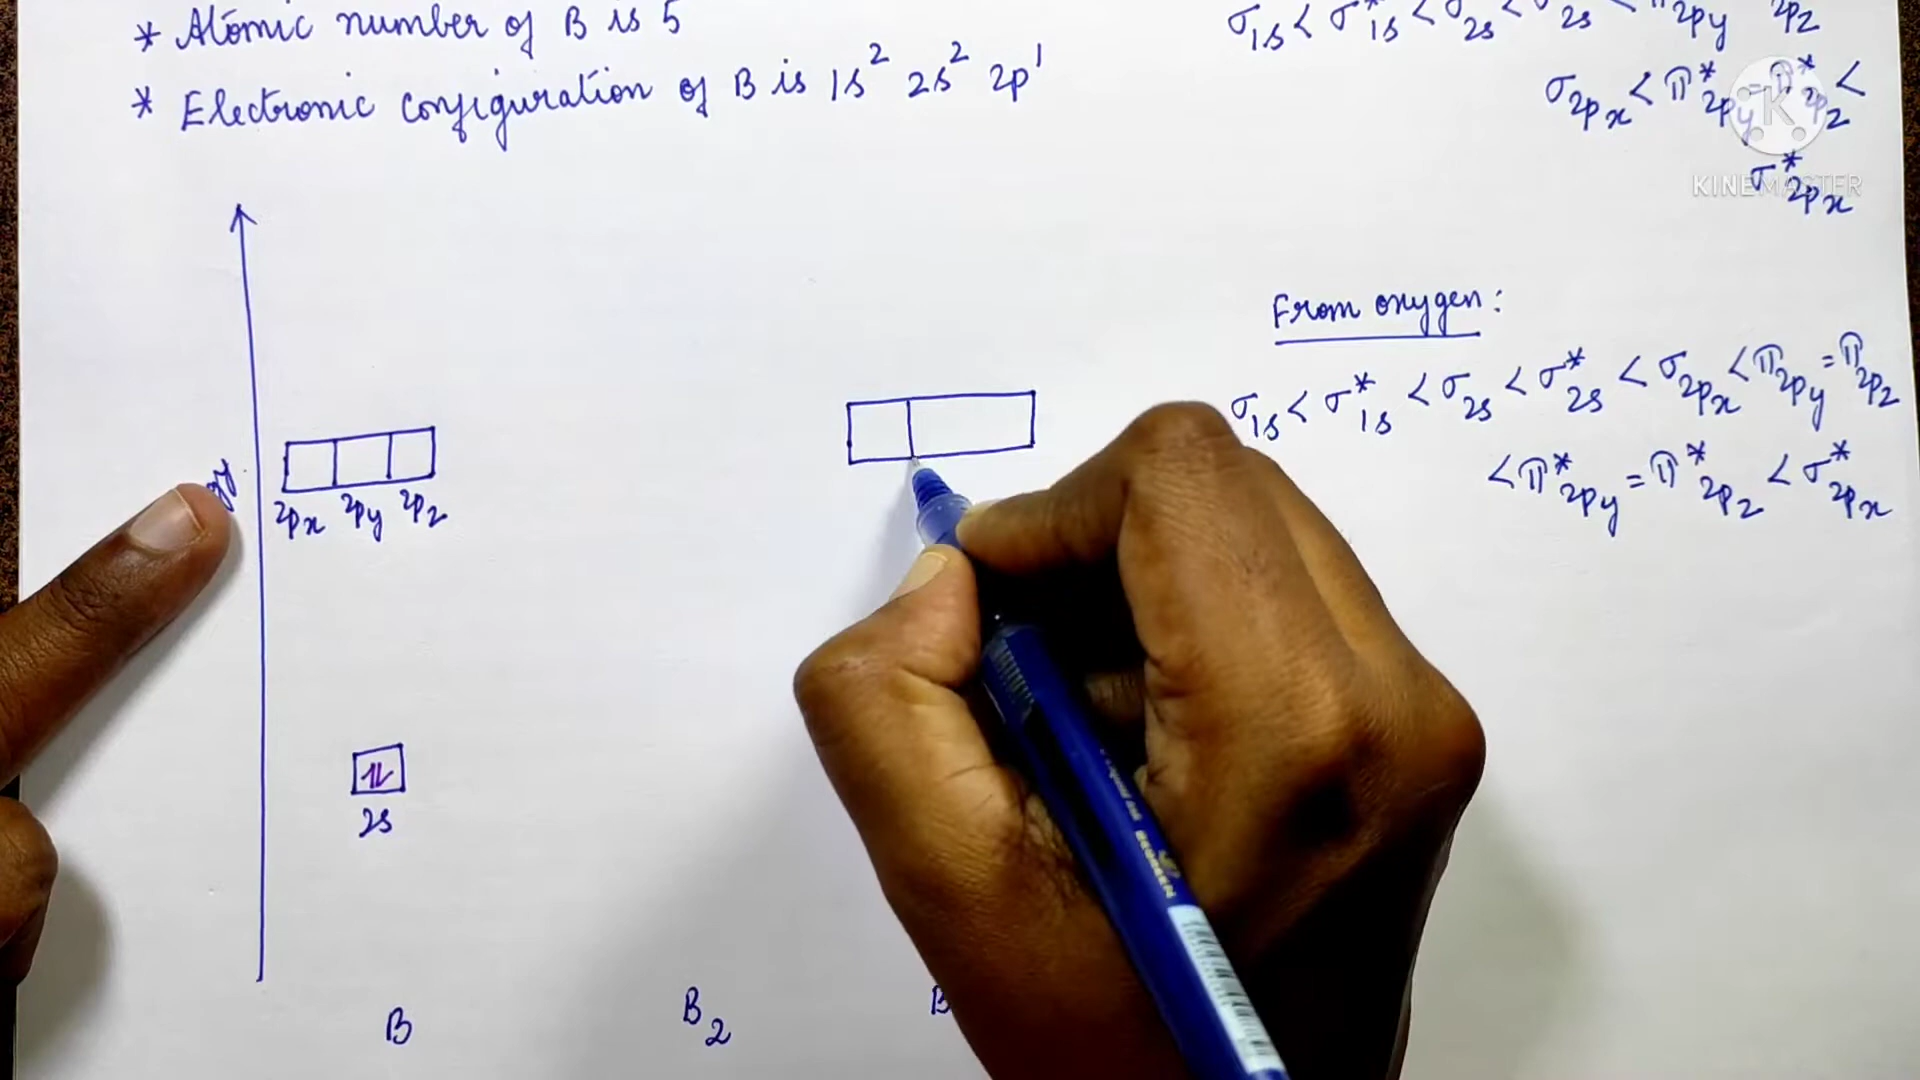 * Atomic number of B is 5
* Electronic configuration of B is 1s² 2s² 2p¹
σ1s < σ*1s < σ2s < σ*2s < π2py 2pz
σ2px < π*2py = π*2pz <
σ*2px
KINEMASTER
From oxygen:
σ1s < σ*1s < σ2s < σ*2s < σ2px < π2py = π2pz
< π*2py = π*2pz < σ*2px
2px 2py 2pz
2s
B B2 B
BEOGREN